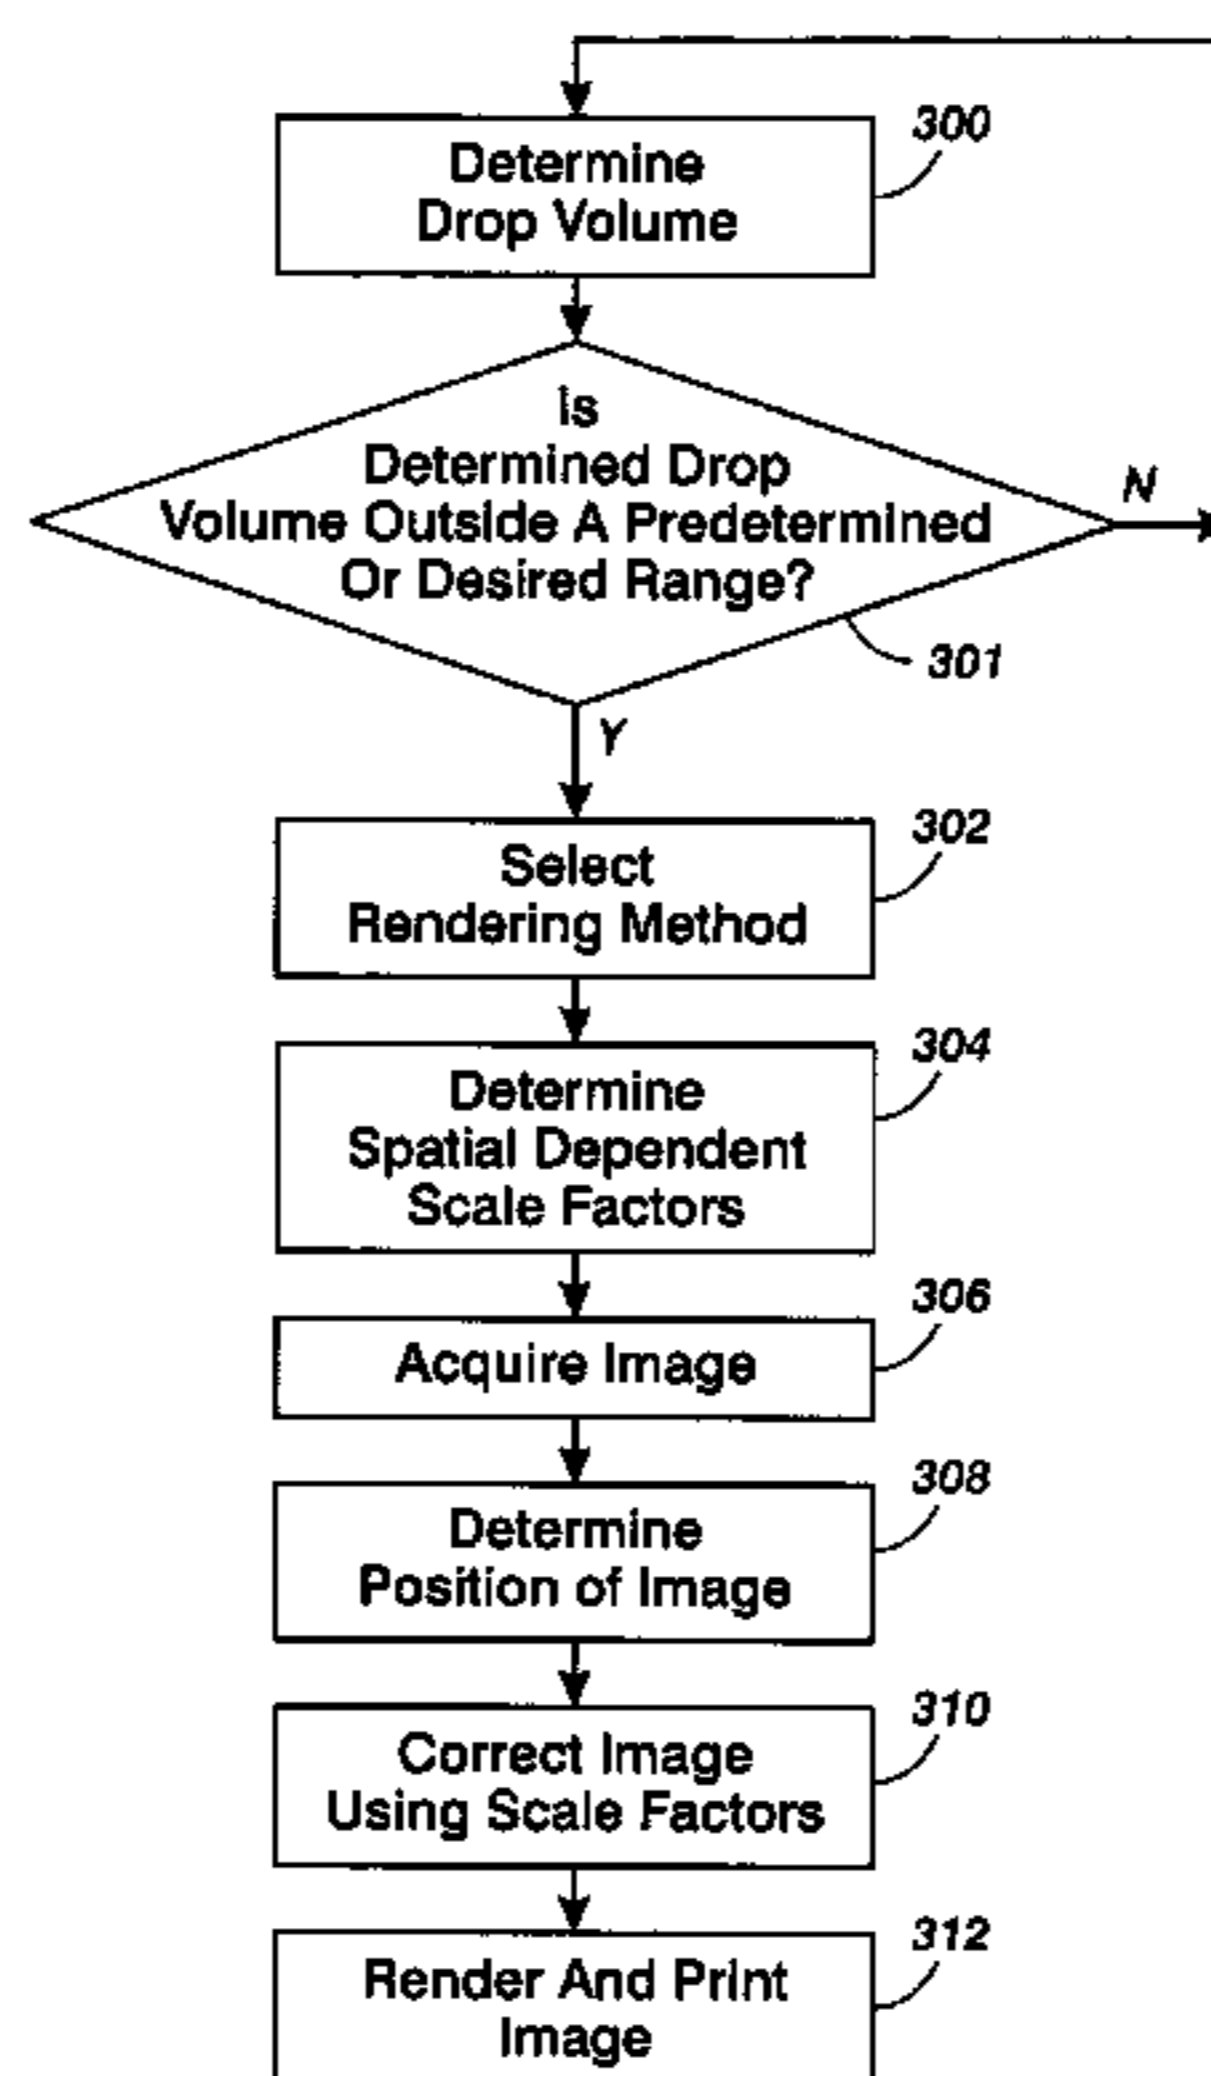 300
Determine
Drop Volume
Is
Determined Drop
Volume Outside A Predetermined
Or Desired Range?
N
301
Y
302
Select
Rendering Method
304
Determine
Spatial Dependent
Scale Factors
306
Acquire Image
308
Determine
Position of Image
310
Correct Image
Using Scale Factors
312
Render And Print
Image